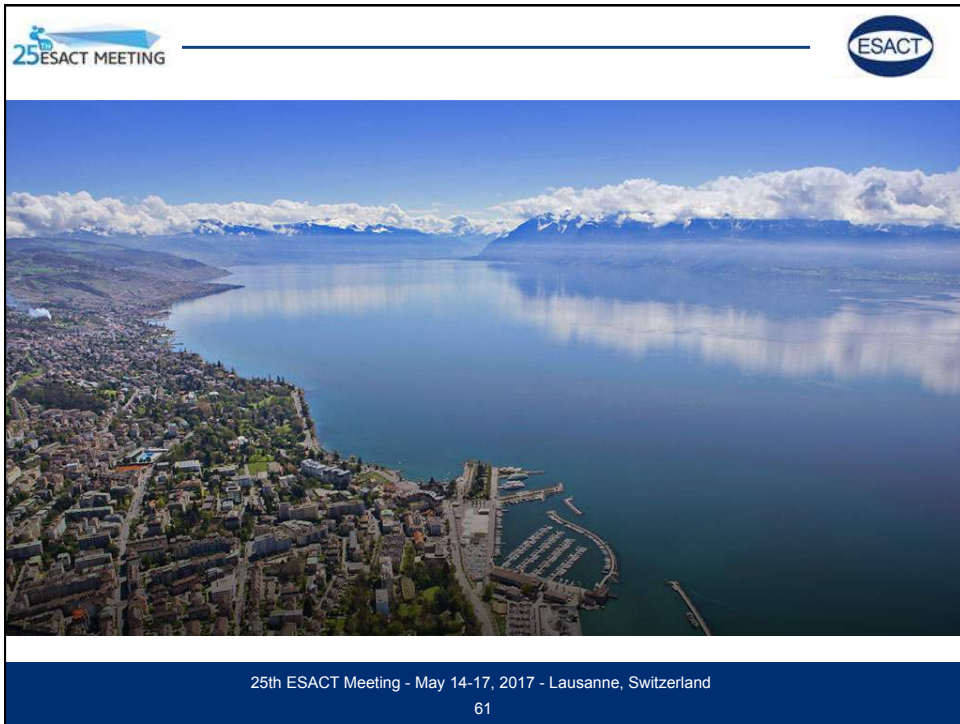 25TH ESACT MEETING
ESACT
25th ESACT Meeting - May 14-17, 2017 - Lausanne, Switzerland
61